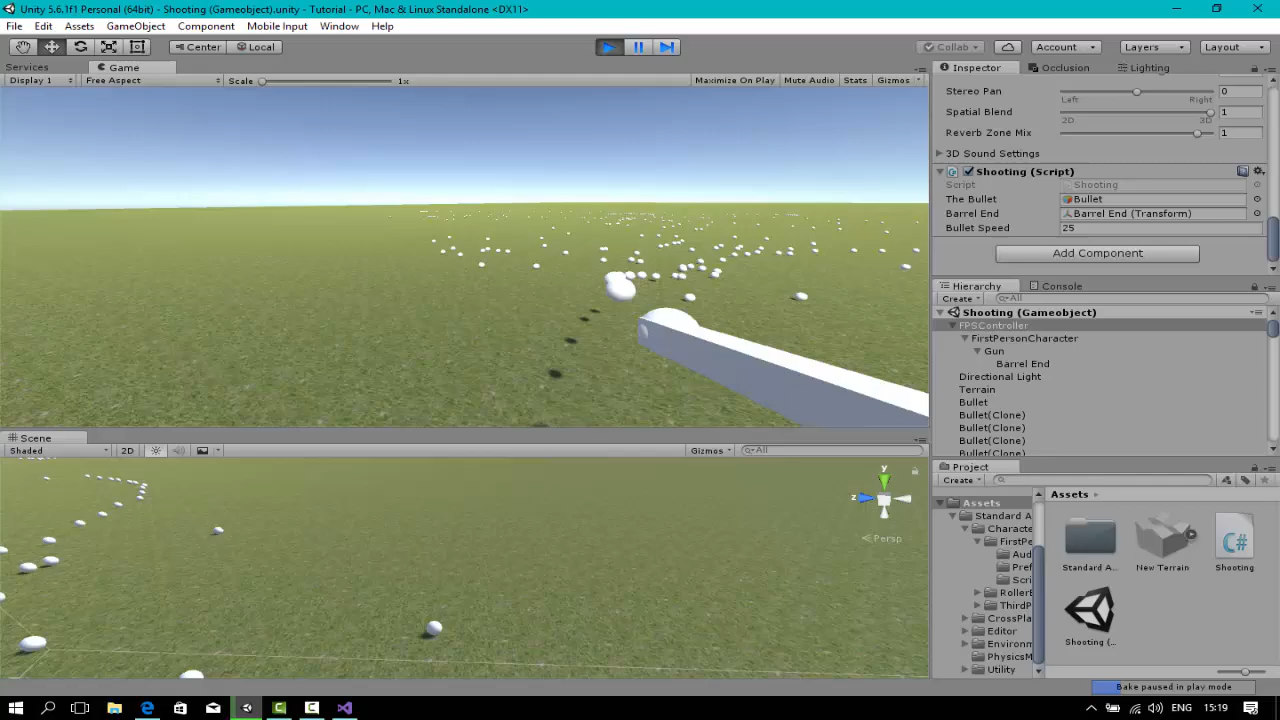 Unity 5.6.1f1 Personal (64bit) - Shooting (Gameobject).unity - Tutorial - PC, Mac & Linux Standalone <DX11>
File Edit Assets GameObject Component Mobile Input Window Help
Center Local Collab Account Layers Layout
Services Game Inspector Occlusion Lighting
Display 1 Free Aspect Scale 1x Maximize On Play Mute Audio Stats Gizmos
Stereo Pan 0
Left Right
Spatial Blend 1
2D 3D
Reverb Zone Mix 1
3D Sound Settings
Shooting (Script)
Script Shooting
The Bullet Bullet
Barrel End Barrel End (Transform)
Bullet Speed 25
Add Component
Hierarchy Console
Create All
Shooting (Gameobject)
FPSController
FirstPersonCharacter
Gun
Barrel End
Directional Light
Terrain
Bullet
Bullet(Clone)
Bullet(Clone)
Bullet(Clone)
Bullet(Clone)
Scene
Shaded 2D Gizmos All
y
z
Persp
Project
Create
Assets
Standard A
Characte
FirstPe
Aud
Pref
Scri
RollerE
ThirdP
CrossPla
Editor
Environm
PhysicsM
Utility
Assets
C#
Standard A... New Terrain Shooting
Shooting (...
Bake paused in play mode
ENG 15:19